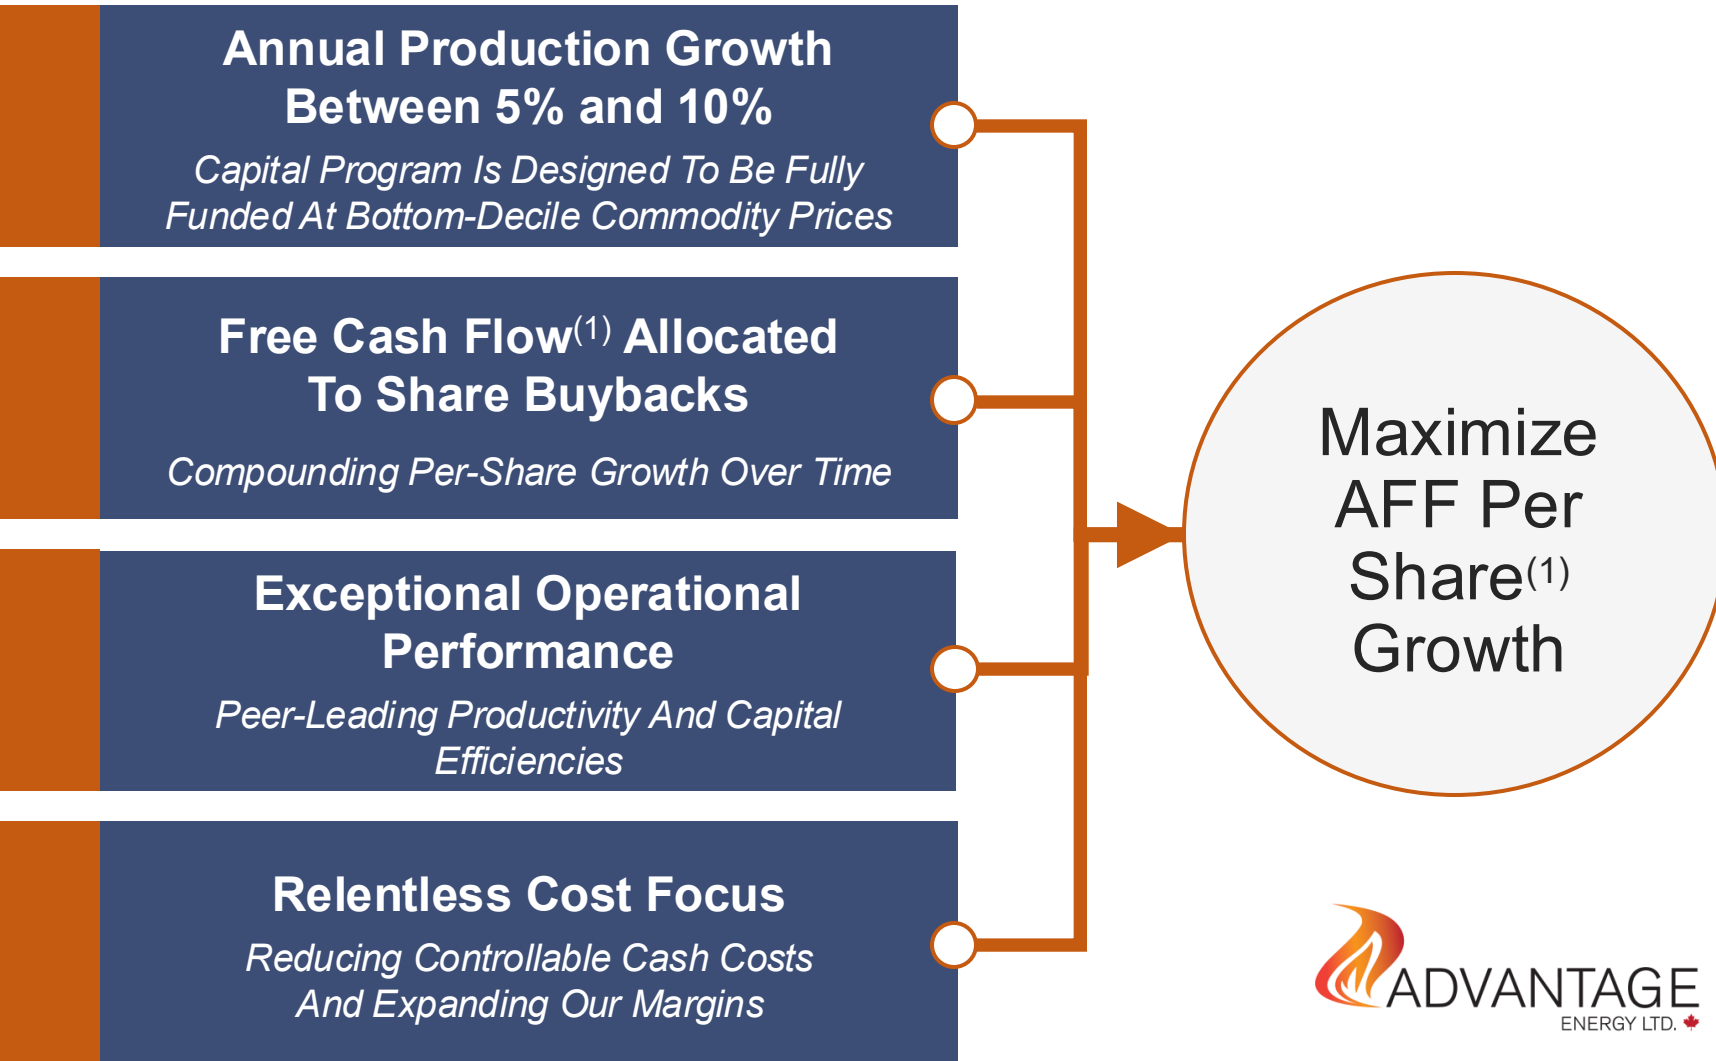 Annual Production Growth
Between 5% and 10%
Capital Program Is Designed To Be Fully
Funded At Bottom-Decile Commodity Prices
Free Cash Flow(1) Allocated
To Share Buybacks
Compounding Per-Share Growth Over Time
Exceptional Operational
Performance
Peer-Leading Productivity And Capital
Efficiencies
Relentless Cost Focus
Reducing Controllable Cash Costs
And Expanding Our Margins
Maximize
AFF Per
Share(1)
Growth
ADVANTAGE
ENERGY LTD.